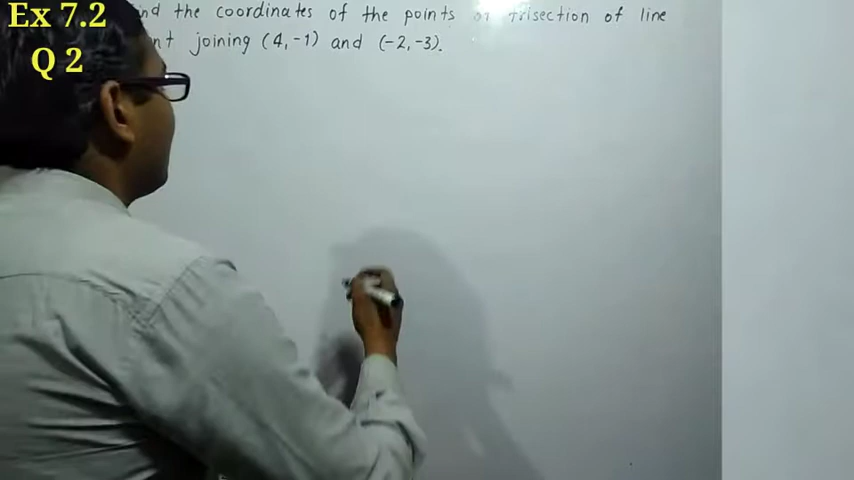 Ex 7.2
Q 2
nd the coordinates of the points of Trisection of line
nt joining (4,-1) and (-2,-3).